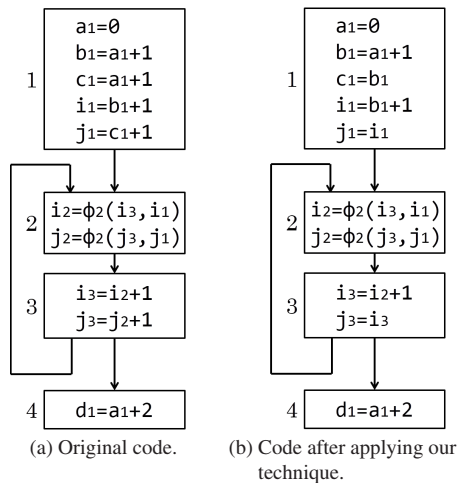 a1=0
b1=a1+1
c1=a1+1
i1=b1+1
j1=c1+1
1
i2=ϕ2(i3,i1)
j2=ϕ2(j3,j1)
2
i3=i2+1
j3=j2+1
3
d1=a1+2
4
(a) Original code.
a1=0
b1=a1+1
c1=b1
i1=b1+1
j1=i1
1
i2=ϕ2(i3,i1)
j2=ϕ2(j3,j1)
2
i3=i2+1
j3=i3
3
d1=a1+2
4
(b) Code after applying our
technique.